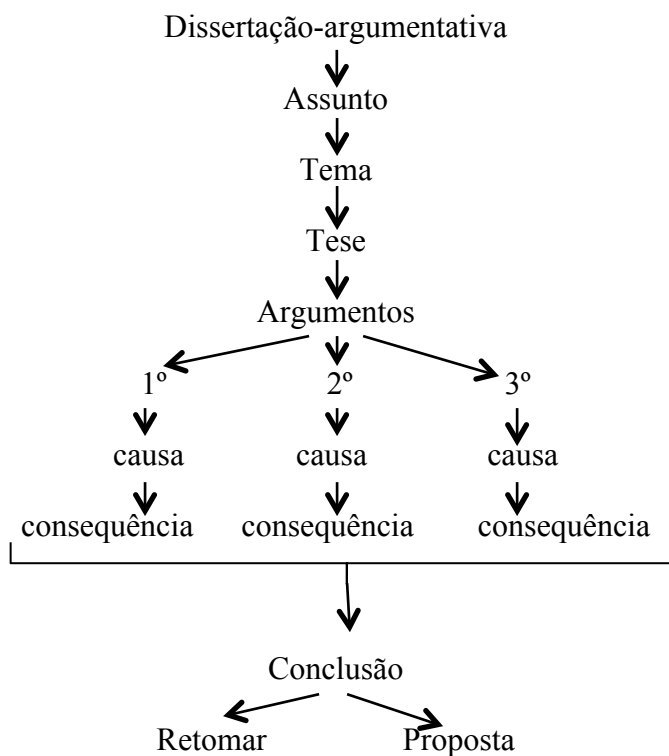 Dissertação-argumentativa
Assunto
Tema
Tese
Argumentos
1º 2º 3º
causa causa causa
consequência consequência consequência
Conclusão
Retomar Proposta